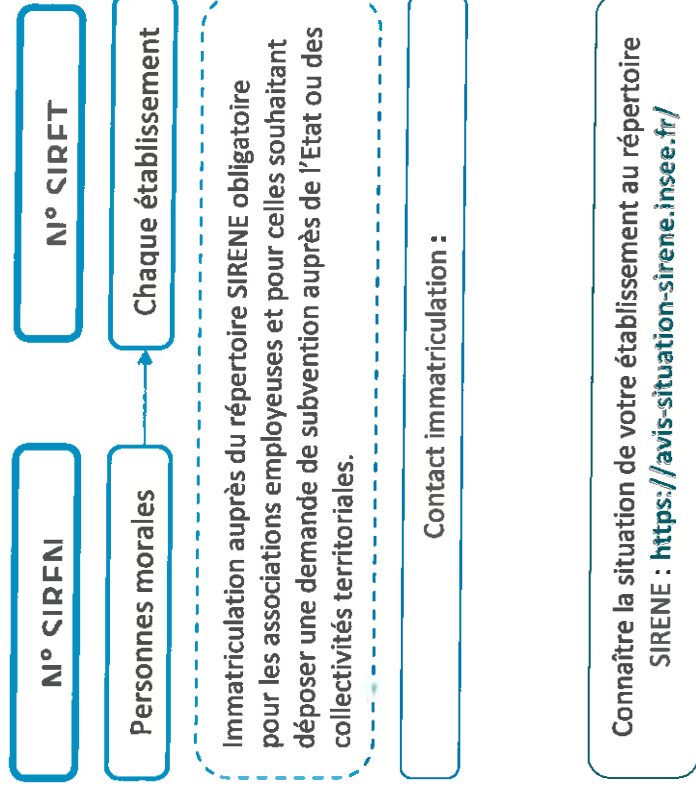 N° SIREN
N° SIRET
Personnes morales
Chaque établissement
Immatriculation auprès du répertoire SIRENE obligatoire
pour les associations employeuses et pour celles souhaitant
déposer une demande de subvention auprès de l'Etat ou des
collectivités territoriales.
Contact immatriculation :
Connaître la situation de votre établissement au répertoire
SIRENE : https://avis-situation-sirene.insee.fr/